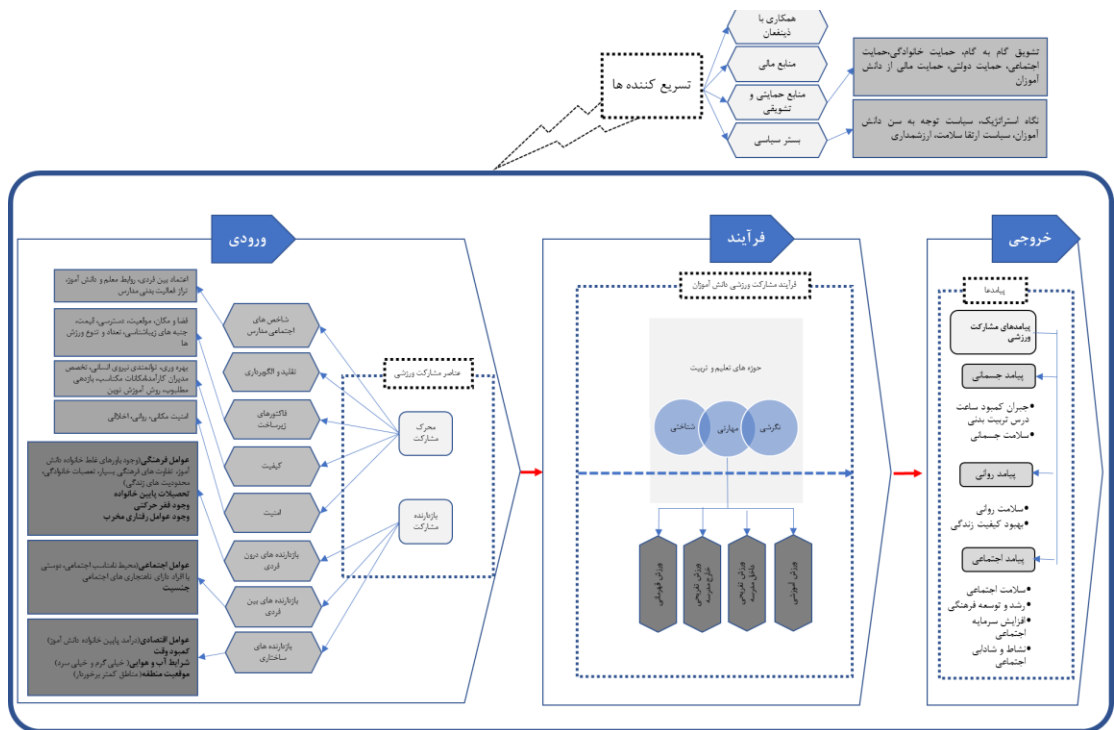 همکاری با
ذینفعان
منابع مالی
منابع حمایتی و
تشویقی
بستر سیاسی
تسریع کننده ها
تشویق گام به گام، حمایت خانوادگی،حمایت
اجتماعی، حمایت دولتی، حمایت مالی از دانش
آموزان
نگاه استراتژیک، سیاست توجه به سن دانش
آموزان، سیاست ارتقا سلامت، ارزشمداری
ورودی
اعتماد بین فردی، روابط معلم و دانش آموز،
تراز فعالیت بدنی مدارس
فضا و مکان، موقعیت، دسترسی، قیمت،
جنبه های زیباشناسی، تعداد و تنوع ورزش
ها
بهره وری، توانمندی نیروی انسانی، تخصص
مدیران کارآمد،امکانات مناسب، بازدهی
مطلوب، روش آموزش نوین
امنیت مکانی، روانی، اخلاقی
عوامل فرهنگی(وجود باورهای غلط خانواده دانش
آموز، تفاوت های فرهنگی بسیار، تعصبات خانوادگی،
محدودیت های زندگی)
تحصیلات پایین خانواده
وجود فقر حرکتی
وجود عوامل رفتاری مخرب
عوامل اجتماعی(محیط نامناسب اجتماعی، دوستی
با افراد دارای ناهنجاری های اجتماعی
جنسیت
عوامل اقتصادی(درآمد پایین خانواده دانش آموز)
کمبود وقت
شرایط آب و هوایی( خیلی گرم و خیلی سرد)
موقعیت منطقه( مناطق کمتر برخوردار)
شاخص های
اجتماعی مدارس
تقلید و الگوبرداری
فاکتورهای
زیرساخت
کیفیت
امنیت
بازدارنده های درون
فردی
بازدارنده های بین
فردی
بازدارنده های
ساختاری
عناصر مشارکت ورزشی
محرک
مشارکت
بازدارنده
مشارکت
فرآیند
فرآیند مشارکت ورزشی دانش آموزان
حوزه های تعلیم و تربیت
نگرشی
مهارتی
شناختی
ورزش آموزشی
ورزش تفریحی
داخل مدرسه
ورزش تفریحی
خارج مدرسه
ورزش قهرمانی
خروجی
پیامدها
پیامدهای مشارکت
ورزشی
پیامد جسمانی
•جبران کمبود ساعت
درس تربیت بدنی
•سلامت جسمانی
پیامد روانی
•سلامت روانی
•بهبود کیفیت زندگی
پیامد اجتماعی
•سلامت اجتماعی
•رشد و توسعه فرهنگی
•افزایش سرمایه
اجتماعی
•نشاط و شادابی
اجتماعی